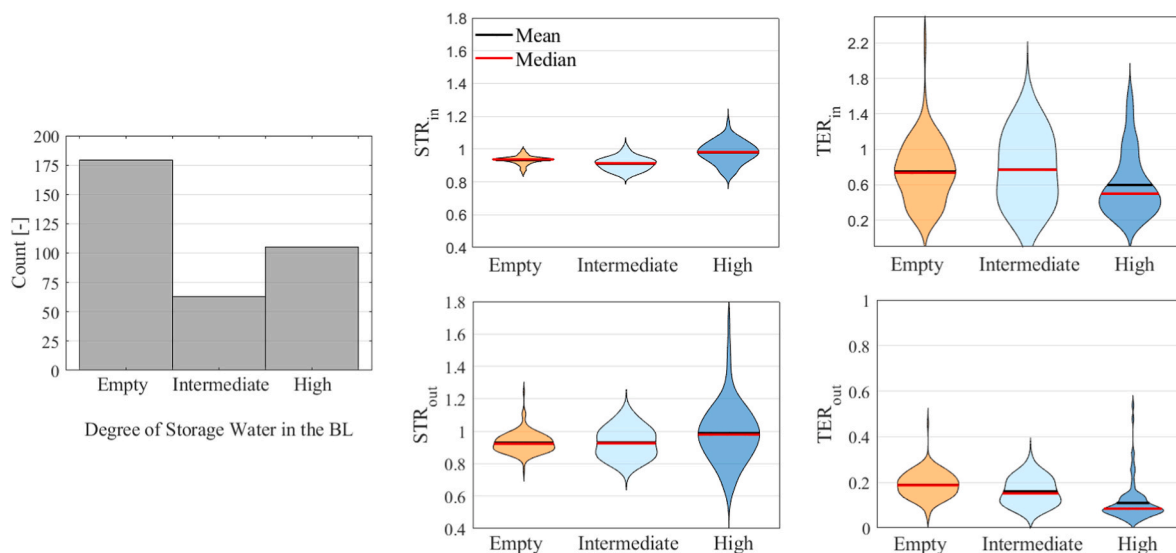 200
175
150
125
100
75
50
25
0
Count [-]
Empty Intermediate High
Degree of Storage Water in the BL
1.8
1.6
1.4
1.2
1
0.8
0.6
0.4
STR_in
Mean
Median
Empty Intermediate High
2.2
1.8
1.4
1
0.6
0.2
TER_in
Empty Intermediate High
1.8
1.6
1.4
1.2
1
0.8
0.6
0.4
STR_out
Empty Intermediate High
1
0.8
0.6
0.4
0.2
0
TER_out
Empty Intermediate High